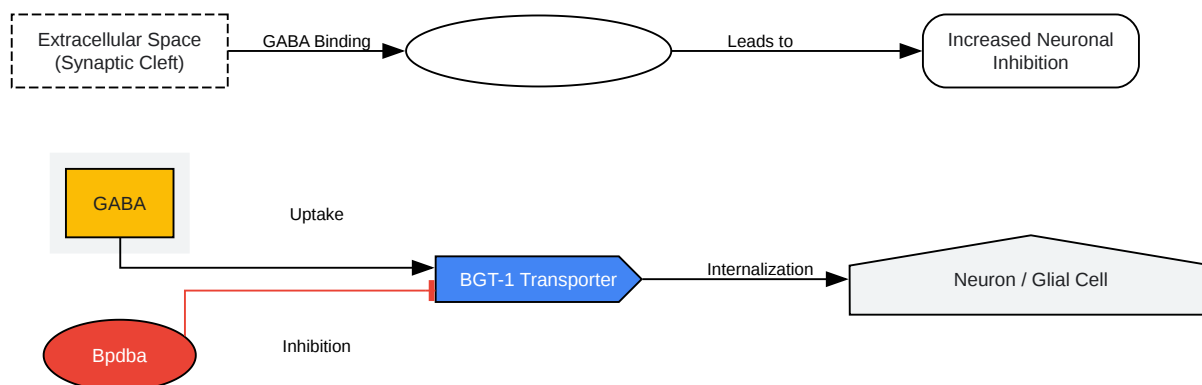 Extracellular Space
(Synaptic Cleft)
GABA Binding
Leads to
Increased Neuronal
Inhibition
GABA
Uptake
BGT-1 Transporter
Internalization
Neuron / Glial Cell
Bpdba
Inhibition